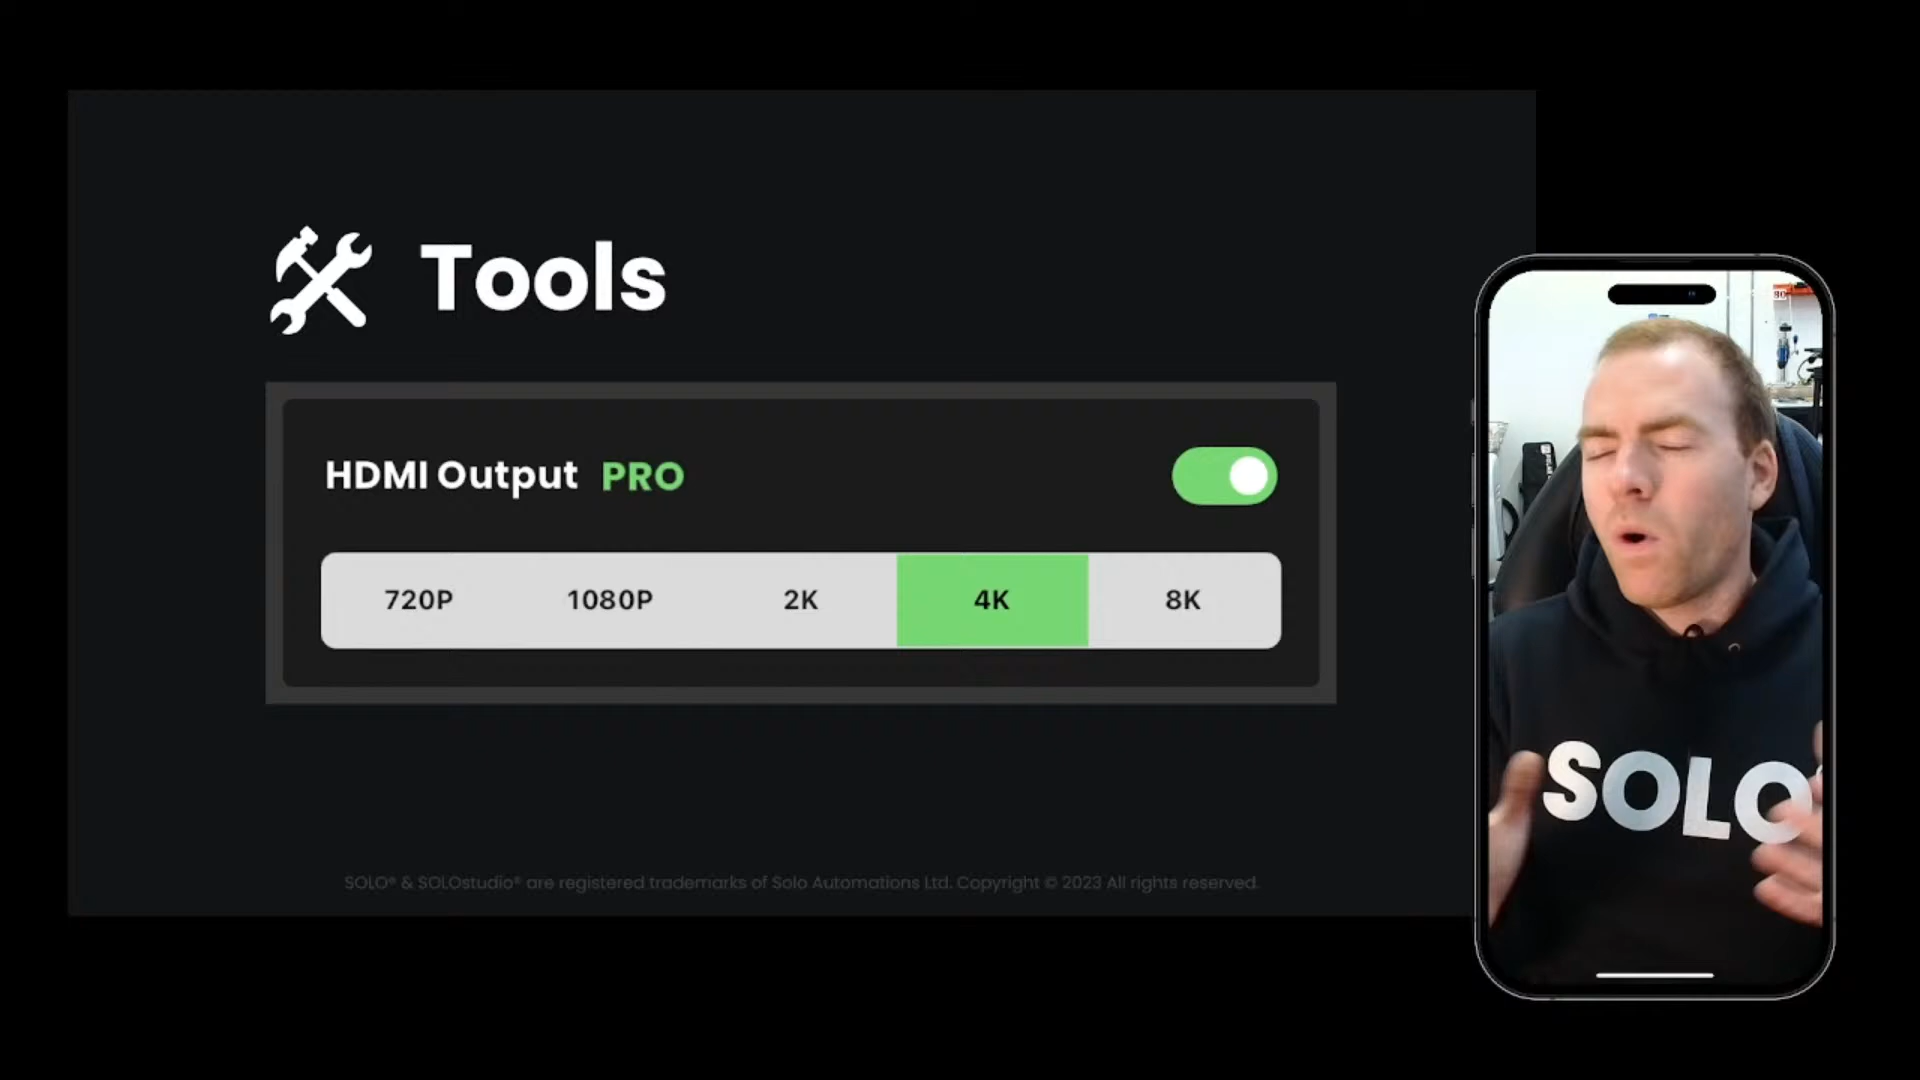 Tools
HDMI Output PRO
720P 1080P 2K 4K 8K
SOLO
SOLO® & SOLOstudio® are registered trademarks of Solo Automations Ltd. Copyright © 2023 All rights reserved.